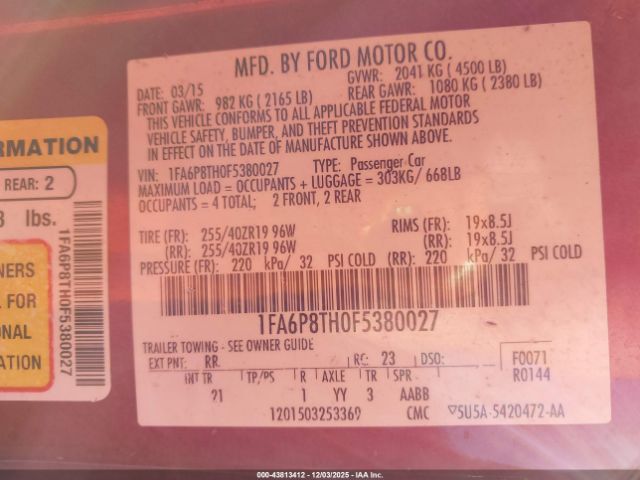 MFD. BY FORD MOTOR CO.
DATE: 03/15 GVWR: 2041 KG ( 4500 LB)
FRONT GAWR: 982 KG ( 2165 LB) REAR GAWR: 1080 KG ( 2380 LB)
THIS VEHICLE CONFORMS TO ALL APPLICABLE FEDERAL MOTOR
VEHICLE SAFETY, BUMPER, AND THEFT PREVENTION STANDARDS
IN EFFECT ON THE DATE OF MANUFACTURE SHOWN ABOVE.
VIN: 1FA6P8TH0F5380027 TYPE: Passenger Car
MAXIMUM LOAD = OCCUPANTS + LUGGAGE = 303KG/ 668LB
OCCUPANTS = 4 TOTAL; 2 FRONT, 2 REAR
TIRE (FR): 255/40ZR19 96W RIMS (FR): 19x8.5J
(RR): 255/40ZR19 96W (RR): 19x8.5J
PRESSURE (FR): 220 kPa/ 32 PSI COLD (RR): 220 kPa/ 32 PSI COLD
1FA6P8TH0F5380027
TRAILER TOWING - SEE OWNER GUIDE
EXT PNT: RR RC: 23 DSO: F0071
R0144
INT TR TP/PS R AXLE TR SPR
21 1 YY 3 AABB
1201503253369 CMC ▽5U5A-5420472-AA
ORMATION
REAR: 2
lbs.
NERS
L FOR
ONAL
ATION
1FA6P8TH0F5380027
000-43813412 - 12/03/2025 - IAA Inc.